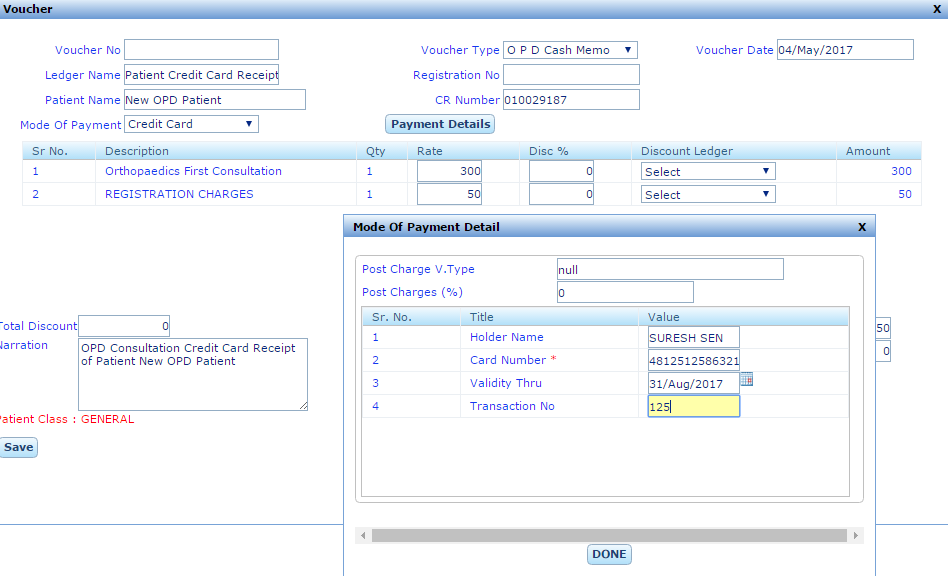 Voucher X
Voucher No
Voucher Type O P D Cash Memo
Voucher Date 04/May/2017
Ledger Name Patient Credit Card Receipt
Registration No
Patient Name New OPD Patient
CR Number 010029187
Mode Of Payment Credit Card
Payment Details
Sr No. Description Qty Rate Disc % Discount Ledger Amount
1 Orthopaedics First Consultation 1 300 0 Select 300
2 REGISTRATION CHARGES 1 50 0 Select 50
Mode Of Payment Detail X
Post Charge V.Type null
Post Charges (%) 0
Sr. No. Title Value
1 Holder Name SURESH SEN
2 Card Number * 4812512586321
3 Validity Thru 31/Aug/2017
4 Transaction No 125
DONE
Total Discount 0
50
Narration
OPD Consultation Credit Card Receipt
of Patient New OPD Patient
0
Patient Class : GENERAL
Save